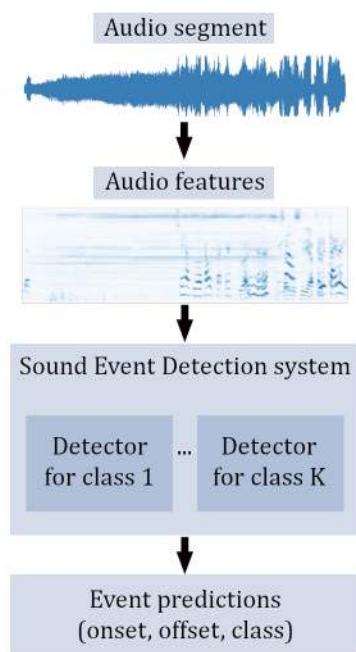 Audio segment
Audio features
Sound Event Detection system
Detector
for class 1
...
Detector
for class K
Event predictions
(onset, offset, class)